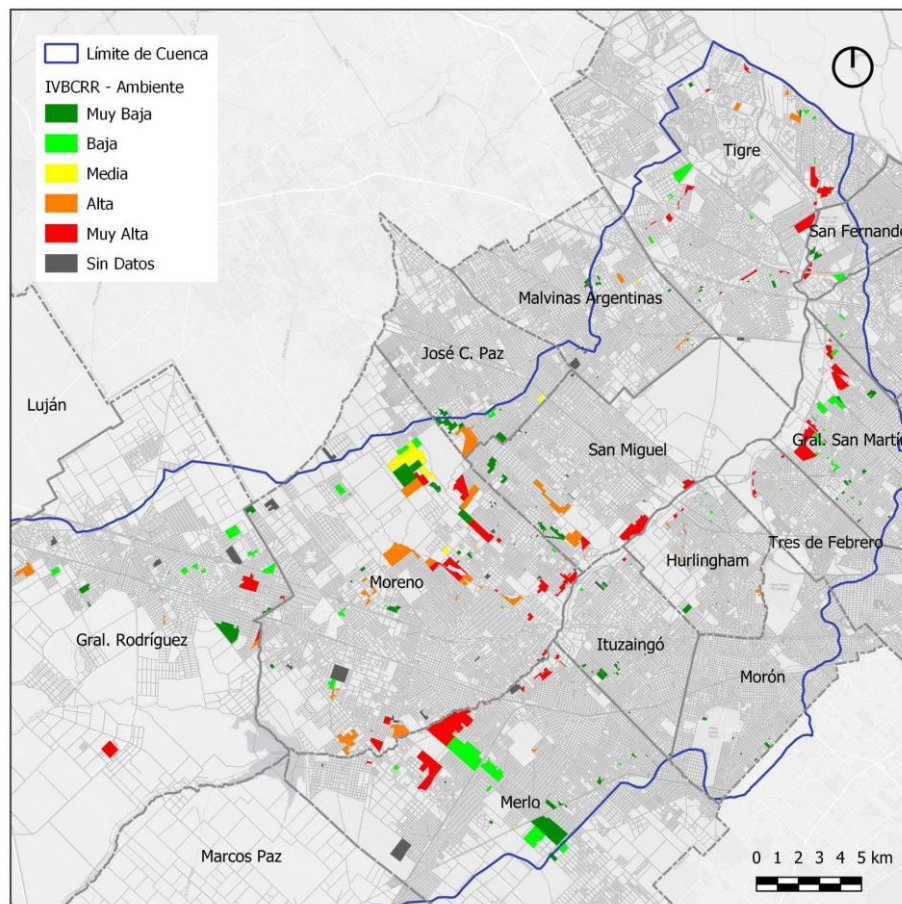 Límite de Cuenca
IVBCRR - Ambiente
Muy Baja
Baja
Media
Alta
Muy Alta
Sin Datos
Tigre
San Fernando
Malvinas Argentinas
José C. Paz
Luján
San Miguel
Gral. San Martín
Tres de Febrero
Hurlingham
Moreno
Gral. Rodríguez
Ituzaingó
Morón
Merlo
Marcos Paz
0 1 2 3 4 5 km